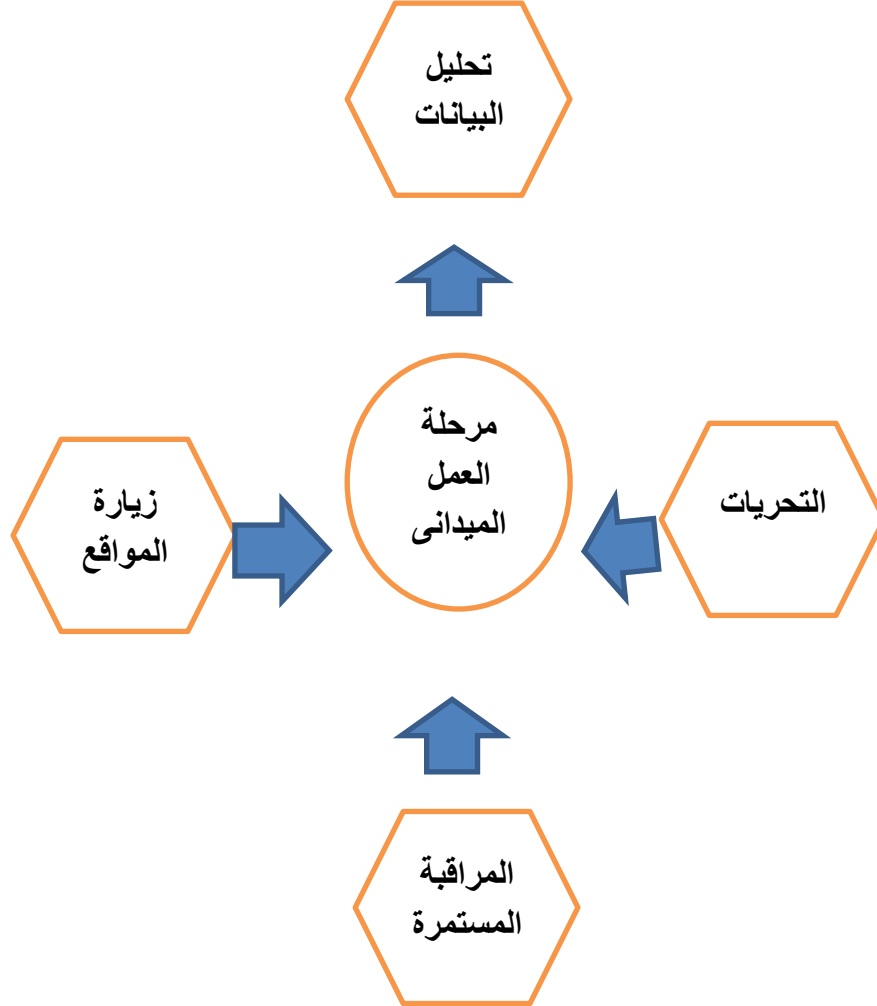 تحليل
البيانات
مرحلة
العمل
الميدانى
التحريات
زيارة
المواقع
المراقبة
المستمرة